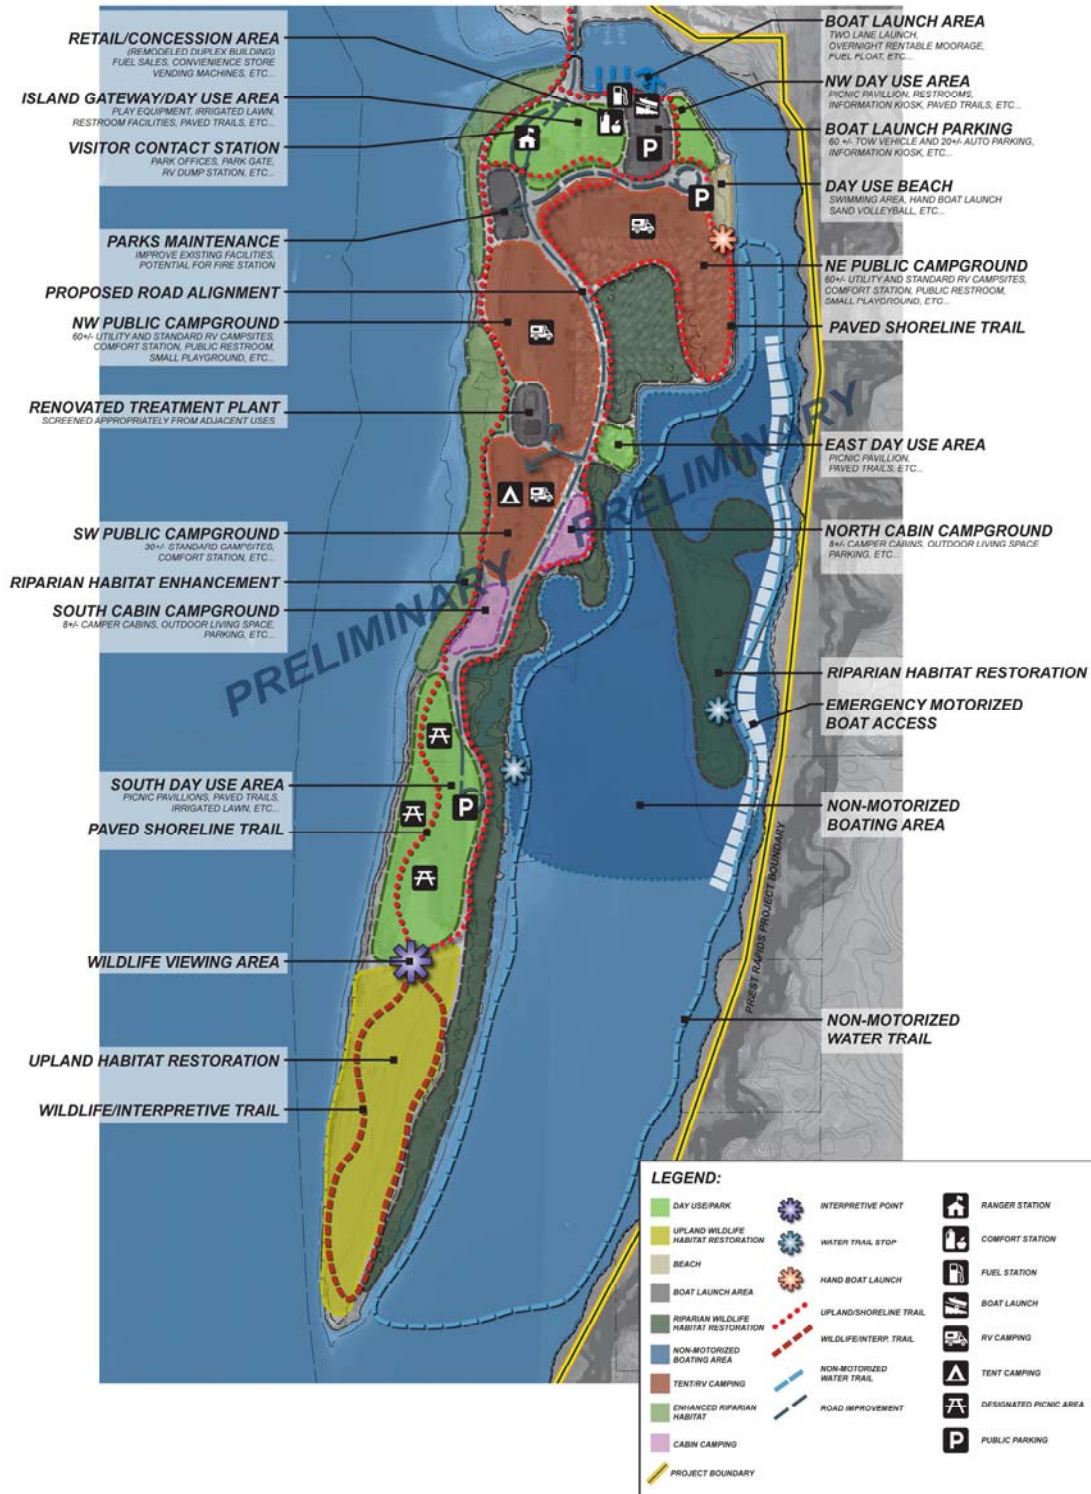 RETAIL/CONCESSION AREA
(REMODELED DUPLEX BUILDING)
FUEL SALES, CONVENIENCE STORE
VENDING MACHINES, ETC...
ISLAND GATEWAY/DAY USE AREA
PLAY EQUIPMENT, IRRIGATED LAWN,
RESTROOM FACILITIES, PAVED TRAILS, ETC...
VISITOR CONTACT STATION
PARK OFFICES, PARK GATE,
RV DUMP STATION, ETC...
PARKS MAINTENANCE
IMPROVE EXISTING FACILITIES,
POTENTIAL FOR FIRE STATION
PROPOSED ROAD ALIGNMENT
NW PUBLIC CAMPGROUND
60+/- UTILITY AND STANDARD RV CAMPSITES,
COMFORT STATION, PUBLIC RESTROOM,
SMALL PLAYGROUND, ETC...
RENOVATED TREATMENT PLANT
SCREENED APPROPRIATELY FROM ADJACENT USES
SW PUBLIC CAMPGROUND
30+/- STANDARD CAMPSITES,
COMFORT STATION, ETC...
RIPARIAN HABITAT ENHANCEMENT
SOUTH CABIN CAMPGROUND
8+/- CAMPER CABINS, OUTDOOR LIVING SPACE,
PARKING, ETC...
SOUTH DAY USE AREA
PICNIC PAVILLIONS, PAVED TRAILS,
IRRIGATED LAWN, ETC...
PAVED SHORELINE TRAIL
WILDLIFE VIEWING AREA
UPLAND HABITAT RESTORATION
WILDLIFE/INTERPRETIVE TRAIL
BOAT LAUNCH AREA
TWO LANE LAUNCH,
OVERNIGHT RENTABLE MOORAGE,
FUEL FLOAT, ETC...
NW DAY USE AREA
PICNIC PAVILLION, RESTROOMS,
INFORMATION KIOSK, PAVED TRAILS, ETC...
BOAT LAUNCH PARKING
60 +/- TOW VEHICLE AND 20+/- AUTO PARKING,
INFORMATION KIOSK, ETC...
DAY USE BEACH
SWIMMING AREA, HAND BOAT LAUNCH
SAND VOLLEYBALL, ETC...
NE PUBLIC CAMPGROUND
60+/- UTILITY AND STANDARD RV CAMPSITES,
COMFORT STATION, PUBLIC RESTROOM,
SMALL PLAYGROUND, ETC...
PAVED SHORELINE TRAIL
EAST DAY USE AREA
PICNIC PAVILLION,
PAVED TRAILS, ETC...
NORTH CABIN CAMPGROUND
8+/- CAMPER CABINS, OUTDOOR LIVING SPACE
PARKING, ETC...
RIPARIAN HABITAT RESTORATION
EMERGENCY MOTORIZED
BOAT ACCESS
NON-MOTORIZED
BOATING AREA
NON-MOTORIZED
WATER TRAIL
P
P
P
PRELIMINARY
PRELIMINARY
PRIEST RAPIDS PROJECT BOUNDARY
LEGEND:
DAY USE/PARK
UPLAND WILDLIFE
HABITAT RESTORATION
BEACH
BOAT LAUNCH AREA
RIPARIAN WILDLIFE
HABITAT RESTORATION
NON-MOTORIZED
BOATING AREA
TENT/RV CAMPING
ENHANCED RIPARIAN
HABITAT
CABIN CAMPING
PROJECT BOUNDARY
INTERPRETIVE POINT
WATER TRAIL STOP
HAND BOAT LAUNCH
UPLAND/SHORELINE TRAIL
WILDLIFE/INTERP. TRAIL
NON-MOTORIZED
WATER TRAIL
ROAD IMPROVEMENT
RANGER STATION
COMFORT STATION
FUEL STATION
BOAT LAUNCH
RV CAMPING
TENT CAMPING
DESIGNATED PICNIC AREA
P PUBLIC PARKING